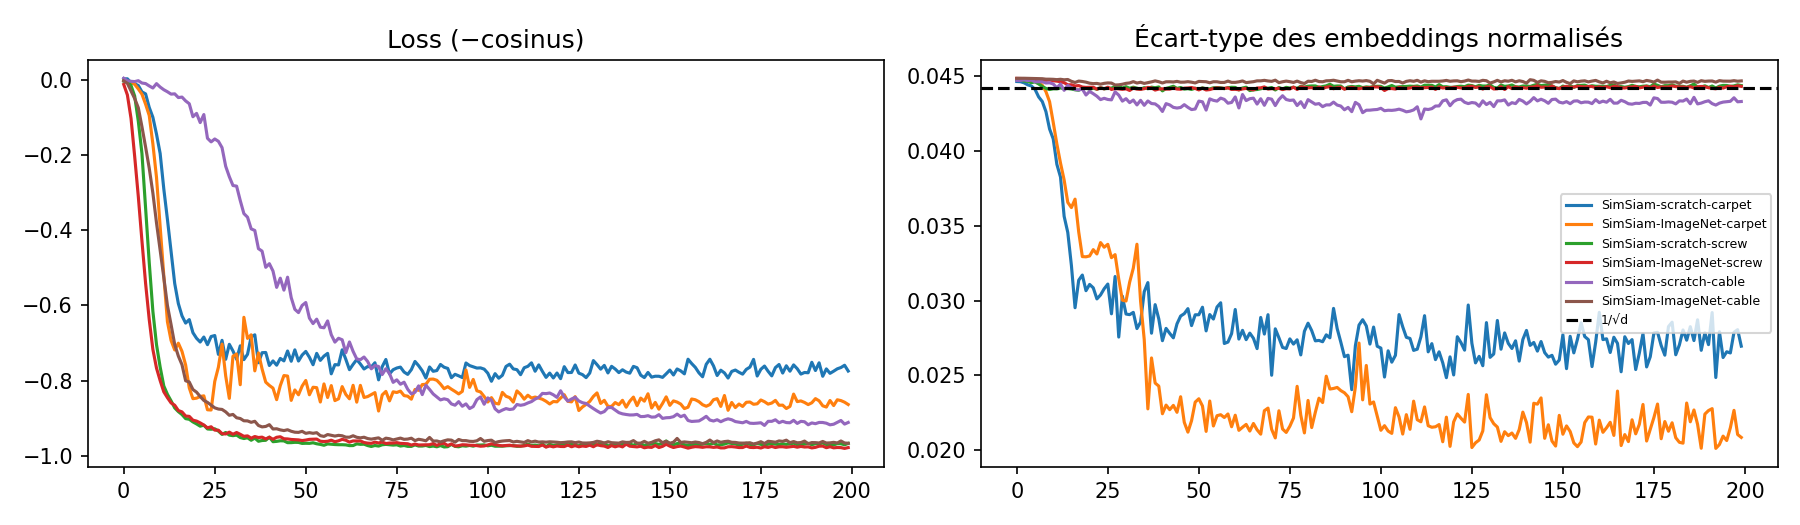 Loss (−cosinus)
0.0
−0.2
−0.4
−0.6
−0.8
−1.0
0 25 50 75 100 125 150 175 200
Écart-type des embeddings normalisés
0.045
0.040
0.035
0.030
0.025
0.020
SimSiam-scratch-carpet
SimSiam-ImageNet-carpet
SimSiam-scratch-screw
SimSiam-ImageNet-screw
SimSiam-scratch-cable
SimSiam-ImageNet-cable
1/√d
0 25 50 75 100 125 150 175 200